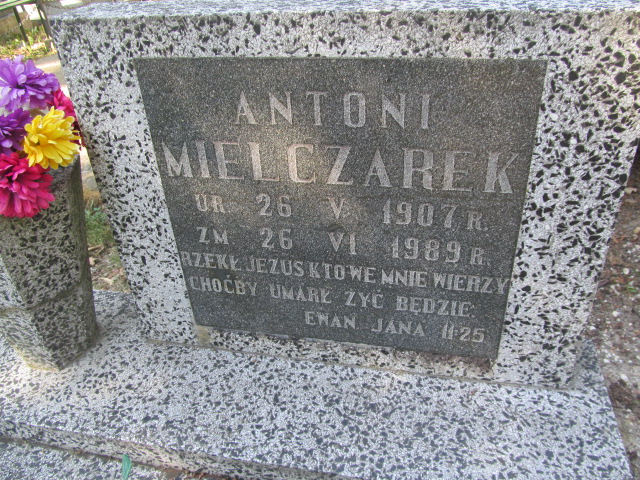 ANTONI
MIELCZAREK
UR 26 V 1907 R.
ZM 26 VI 1989 R.
RZEKŁ JEZUS KTO WE MNIE WIERZY
CHOĆBY UMARŁ ŻYĆ BĘDZIE
EWAN JANA 11-25